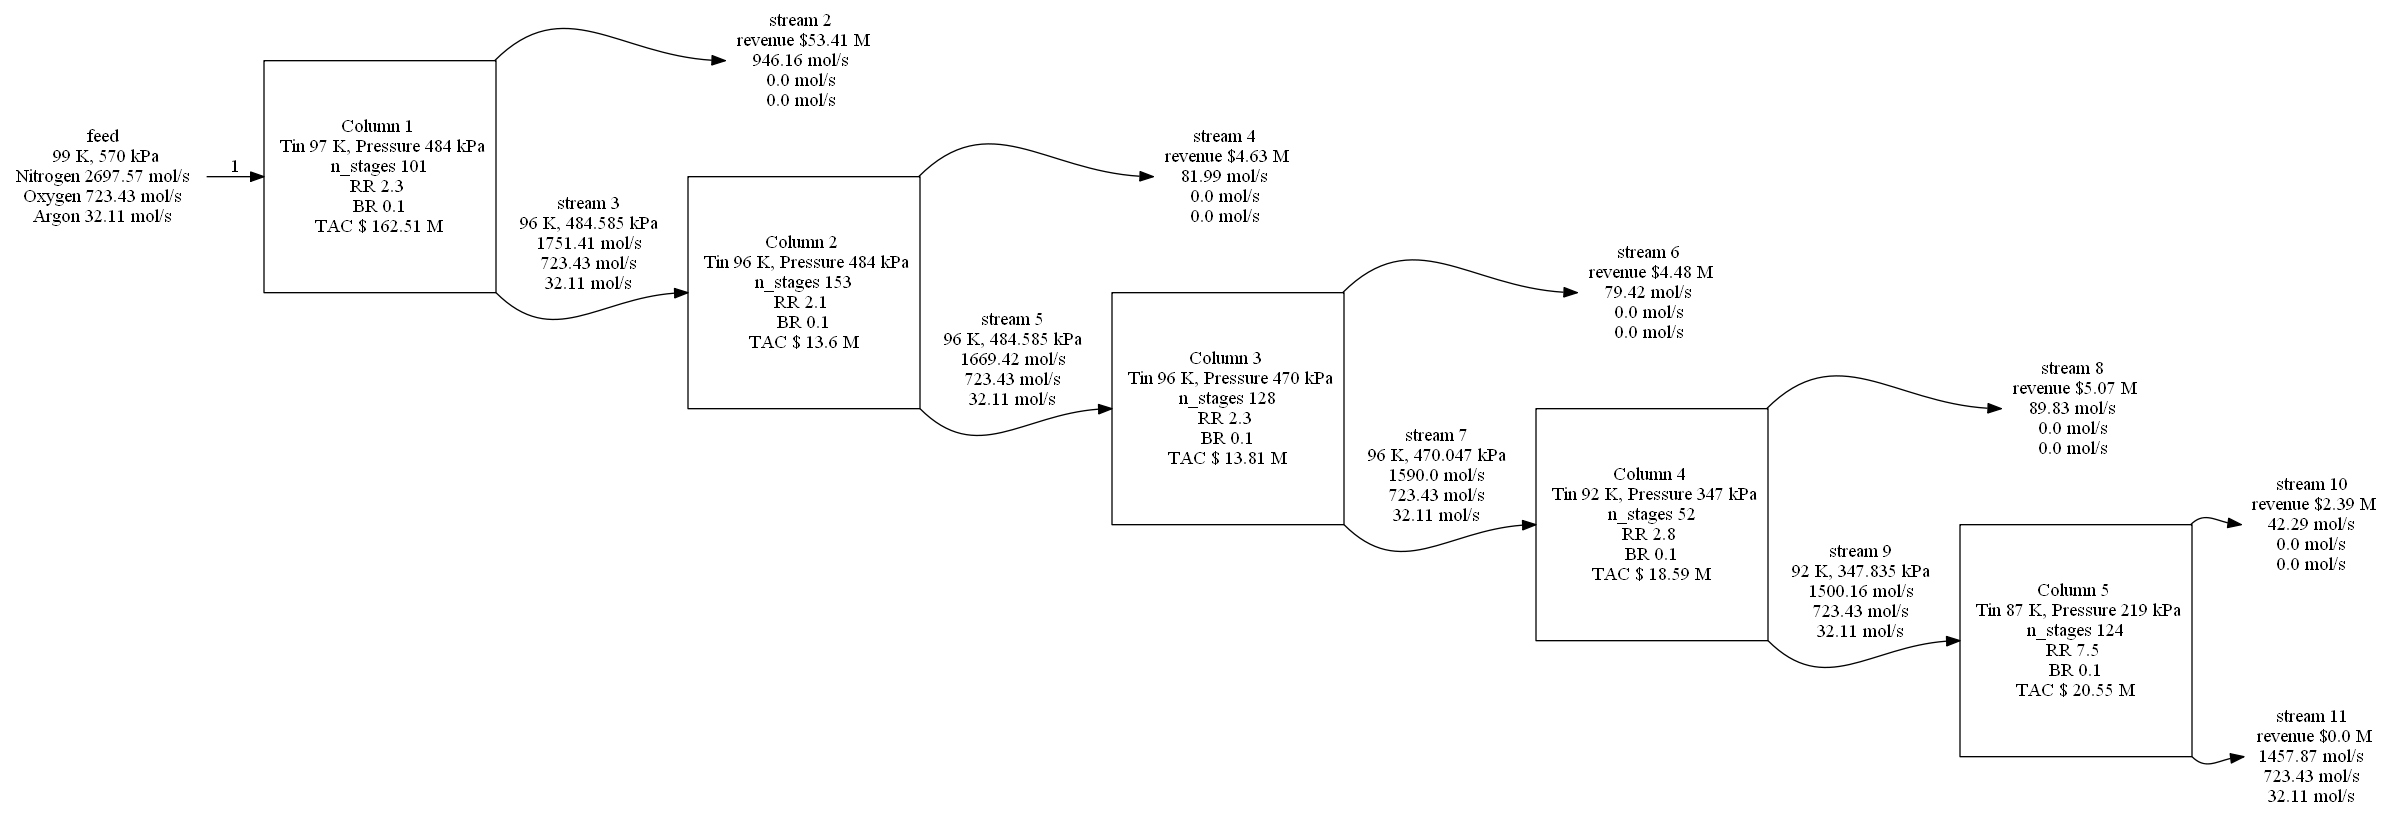 feed
99 K, 570 kPa
Nitrogen 2697.57 mol/s
Oxygen 723.43 mol/s
Argon 32.11 mol/s
1
Column 1
Tin 97 K, Pressure 484 kPa
n_stages 101
RR 2.3
BR 0.1
TAC $ 162.51 M
stream 2
revenue $53.41 M
946.16 mol/s
0.0 mol/s
0.0 mol/s
stream 3
96 K, 484.585 kPa
1751.41 mol/s
723.43 mol/s
32.11 mol/s
Column 2
Tin 96 K, Pressure 484 kPa
n_stages 153
RR 2.1
BR 0.1
TAC $ 13.6 M
stream 4
revenue $4.63 M
81.99 mol/s
0.0 mol/s
0.0 mol/s
stream 5
96 K, 484.585 kPa
1669.42 mol/s
723.43 mol/s
32.11 mol/s
Column 3
Tin 96 K, Pressure 470 kPa
n_stages 128
RR 2.3
BR 0.1
TAC $ 13.81 M
stream 6
revenue $4.48 M
79.42 mol/s
0.0 mol/s
0.0 mol/s
stream 7
96 K, 470.047 kPa
1590.0 mol/s
723.43 mol/s
32.11 mol/s
Column 4
Tin 92 K, Pressure 347 kPa
n_stages 52
RR 2.8
BR 0.1
TAC $ 18.59 M
stream 8
revenue $5.07 M
89.83 mol/s
0.0 mol/s
0.0 mol/s
stream 9
92 K, 347.835 kPa
1500.16 mol/s
723.43 mol/s
32.11 mol/s
Column 5
Tin 87 K, Pressure 219 kPa
n_stages 124
RR 7.5
BR 0.1
TAC $ 20.55 M
stream 10
revenue $2.39 M
42.29 mol/s
0.0 mol/s
0.0 mol/s
stream 11
revenue $0.0 M
1457.87 mol/s
723.43 mol/s
32.11 mol/s